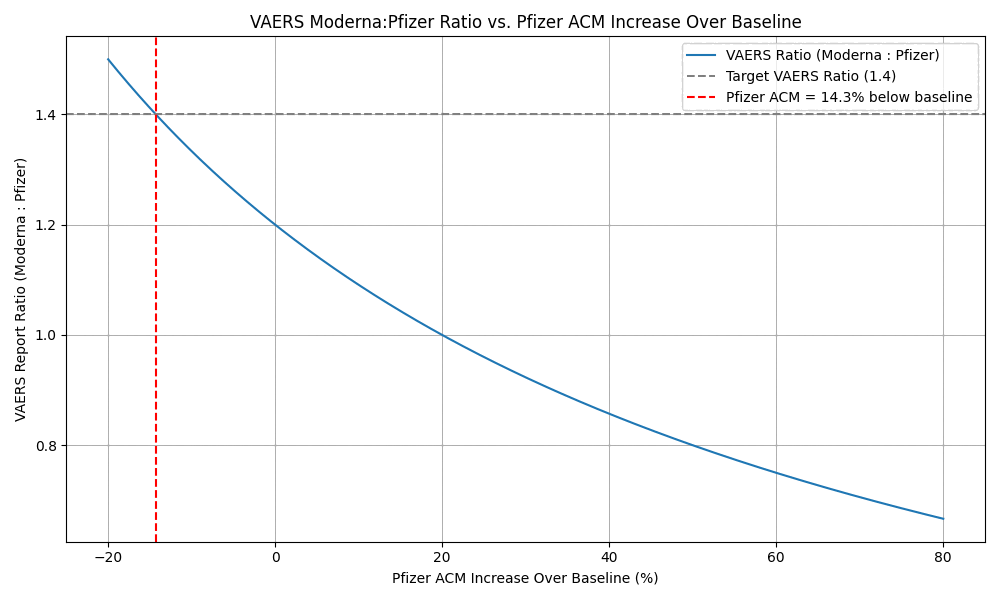 VAERS Moderna:Pfizer Ratio vs. Pfizer ACM Increase Over Baseline
VAERS Ratio (Moderna : Pfizer)
Target VAERS Ratio (1.4)
Pfizer ACM = 14.3% below baseline
VAERS Report Ratio (Moderna : Pfizer)
1.4
1.2
1.0
0.8
−20
0
20
40
60
80
Pfizer ACM Increase Over Baseline (%)